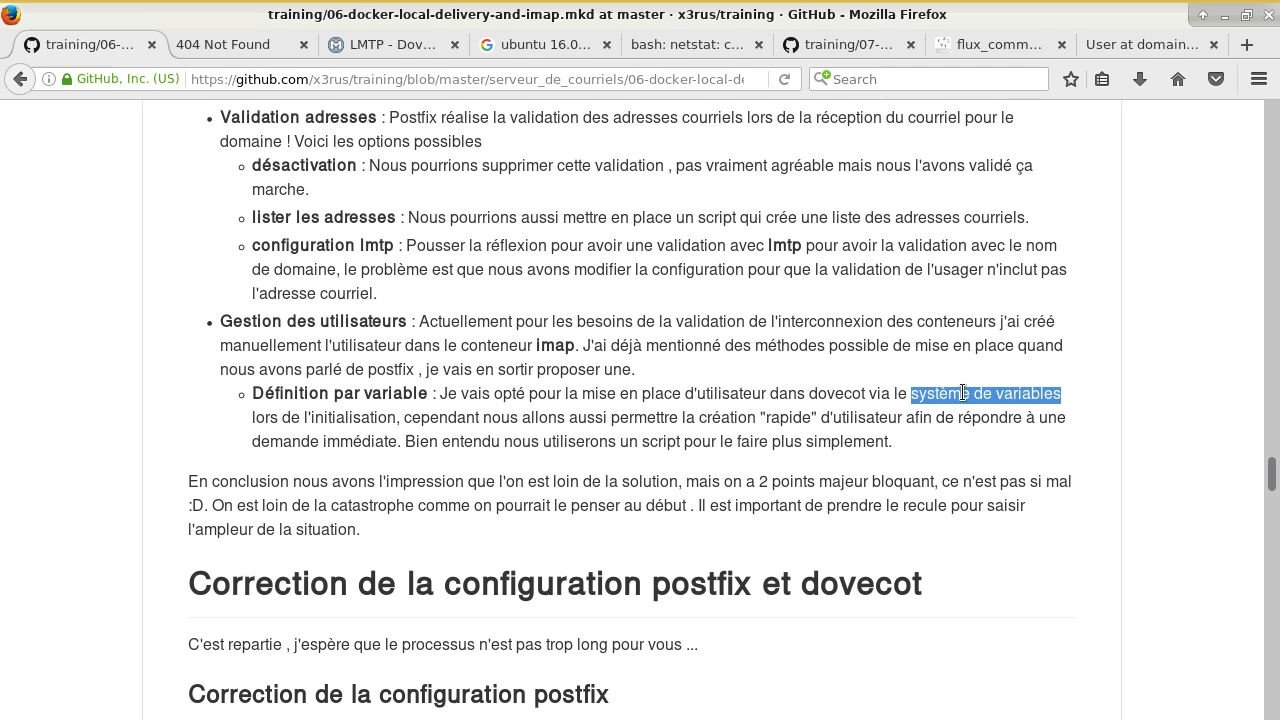 training/06-docker-local-delivery-and-imap.mkd at master · x3rus/training · GitHub - Mozilla Firefox
training/06-... × 404 Not Found × LMTP - Dov... × ubuntu 16.0... × bash: netstat: c... × training/07-... × flux_comm... × User at domain... ×
GitHub, Inc. (US) https://github.com/x3rus/training/blob/master/serveur_de_courriels/06-docker-local-de Search
• Validation adresses : Postfix réalise la validation des adresses courriels lors de la réception du courriel pour le
domaine ! Voici les options possibles
◦ désactivation : Nous pourrions supprimer cette validation , pas vraiment agréable mais nous l'avons validé ça
marche.
◦ lister les adresses : Nous pourrions aussi mettre en place un script qui crée une liste des adresses courriels.
◦ configuration lmtp : Pousser la réflexion pour avoir une validation avec lmtp pour avoir la validation avec le nom
de domaine, le problème est que nous avons modifier la configuration pour que la validation de l'usager n'inclut pas
l'adresse courriel.
• Gestion des utilisateurs : Actuellement pour les besoins de la validation de l'interconnexion des conteneurs j'ai créé
manuellement l'utilisateur dans le conteneur imap. J'ai déjà mentionné des méthodes possible de mise en place quand
nous avons parlé de postfix , je vais en sortir proposer une.
◦ Définition par variable : Je vais opté pour la mise en place d'utilisateur dans dovecot via le système de variables
lors de l'initialisation, cependant nous allons aussi permettre la création "rapide" d'utilisateur afin de répondre à une
demande immédiate. Bien entendu nous utiliserons un script pour le faire plus simplement.
En conclusion nous avons l'impression que l'on est loin de la solution, mais on a 2 points majeur bloquant, ce n'est pas si mal
:D. On est loin de la catastrophe comme on pourrait le penser au début . Il est important de prendre le recule pour saisir
l'ampleur de la situation.
Correction de la configuration postfix et dovecot
C'est repartie , j'espère que le processus n'est pas trop long pour vous ...
Correction de la configuration postfix